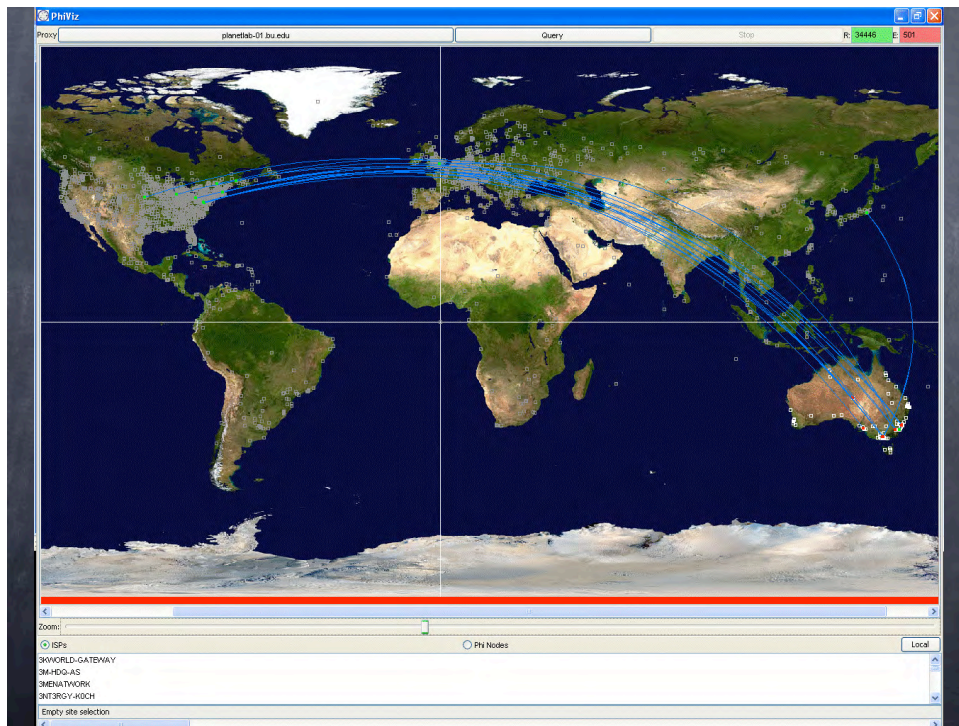 PhiViz
Proxy planetlab-01.bu.edu Query Stop R: 34446 E: 501
Zoom:
ISPs Phi Nodes Local
3KWORLD-GATEWAY
3M-HDQ-AS
3MENATWORK
3NT3RGY-K0CH
Empty site selection